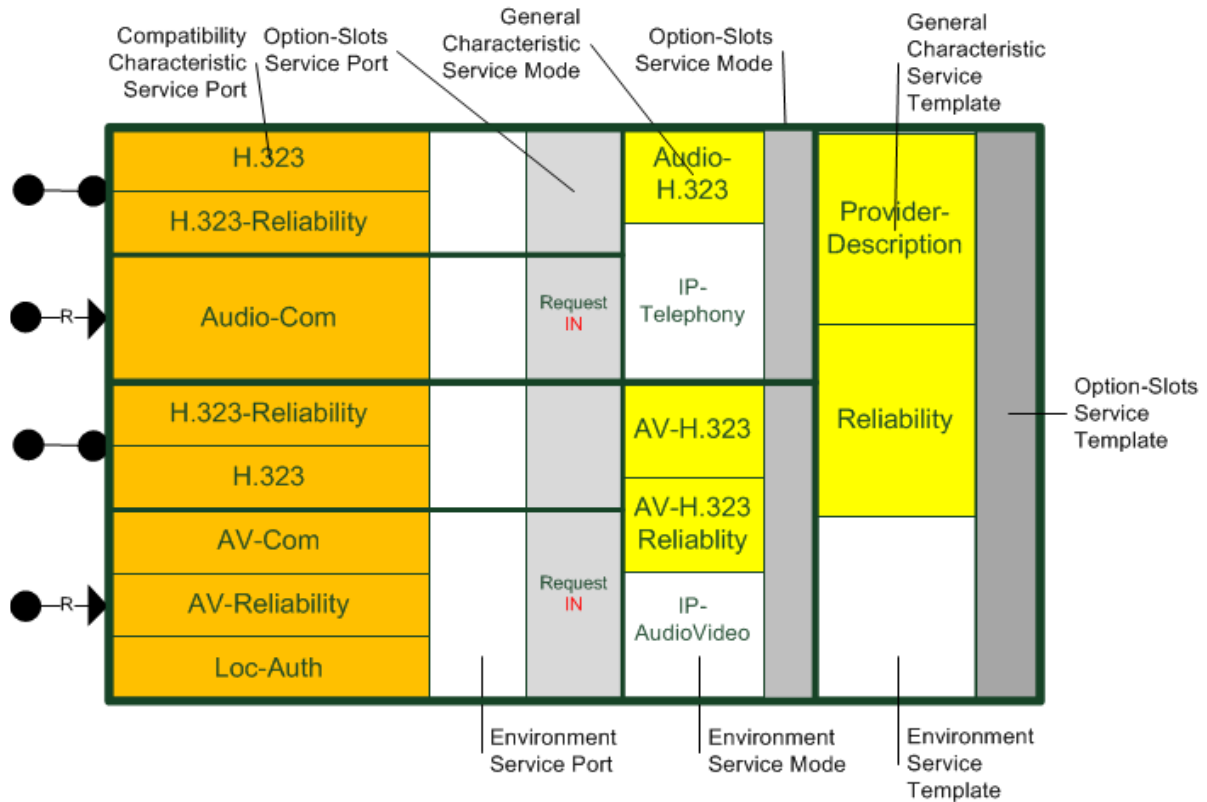 Compatibility
Characteristic
Service Port
Option-Slots
Service Port
General
Characteristic
Service Mode
Option-Slots
Service Mode
General
Characteristic
Service
Template
H.323
H.323-Reliability
Audio-Com
H.323-Reliability
H.323
AV-Com
AV-Reliability
Loc-Auth
R
R
Request
IN
Request
IN
Audio-
H.323
IP-
Telephony
AV-H.323
AV-H.323
Reliablity
IP-
AudioVideo
Provider-
Description
Reliability
Option-Slots
Service
Template
Environment
Service Port
Environment
Service Mode
Environment
Service
Template